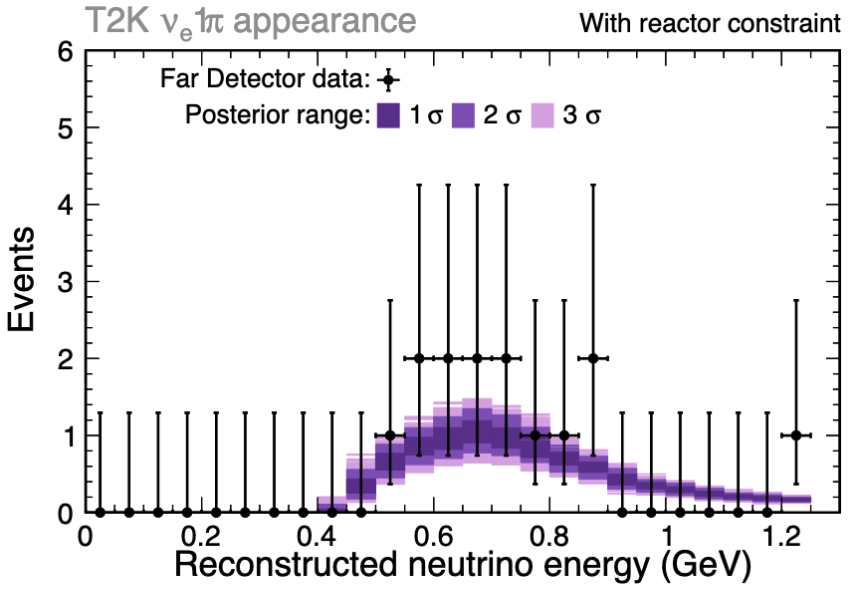 T2K νe1π appearance
With reactor constraint
Far Detector data:
Posterior range: 1 σ 2 σ 3 σ
6
5
4
3
2
1
0
Events
0 0.2 0.4 0.6 0.8 1 1.2
Reconstructed neutrino energy (GeV)